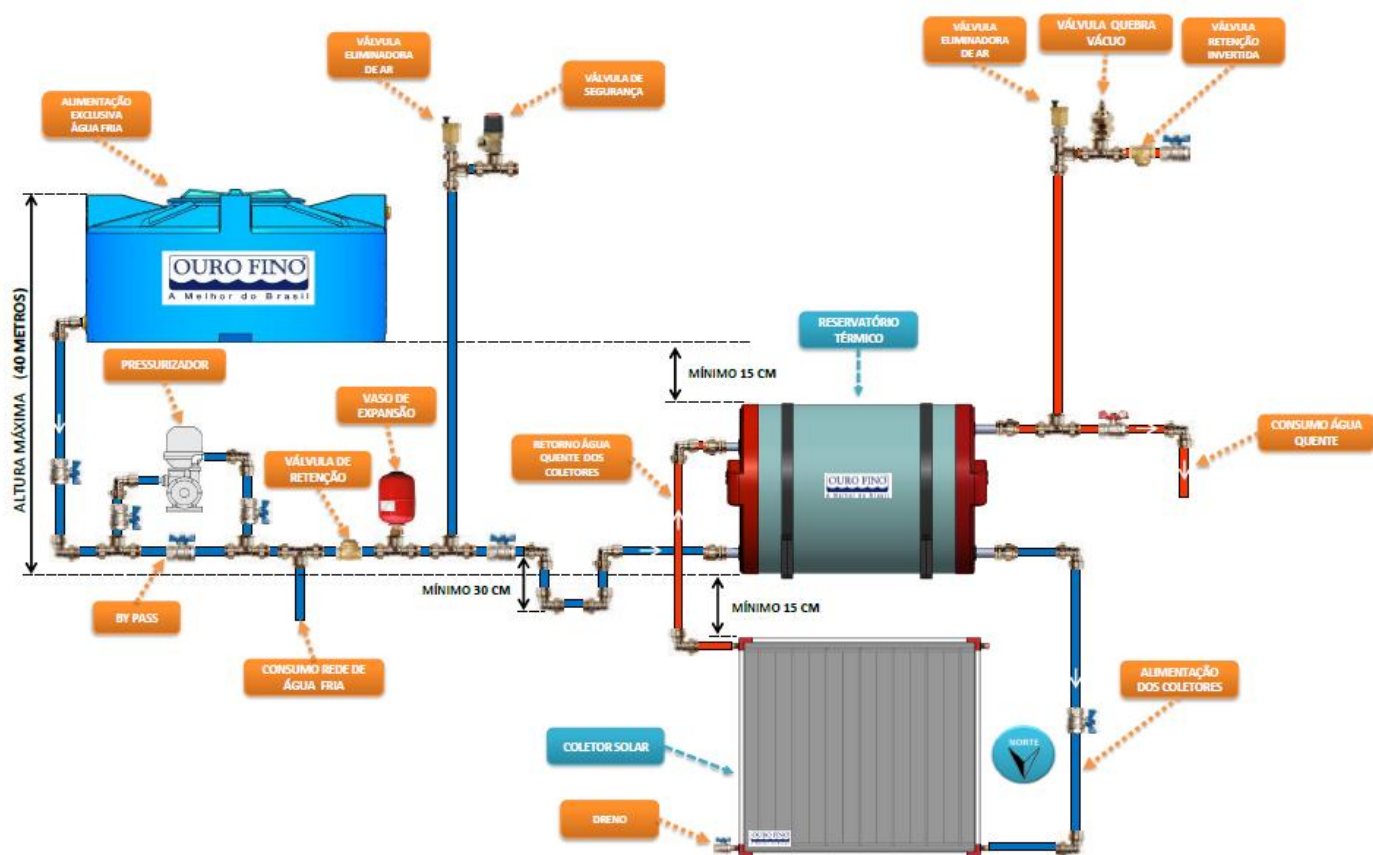 VÁLVULA
ELIMINADORA
DE AR
VÁLVULA DE
SEGURANÇA
VÁLVULA
ELIMINADORA
DE AR
VÁLVULA QUEBRA
VÁCUO
VÁLVULA
RETENÇÃO
INVERTIDA
ALIMENTAÇÃO
EXCLUSIVA
ÁGUA FRIA
ALTURA MÁXIMA (40 METROS)
OURO FINO
A Melhor do Brasil
PRESSURIZADOR
VASO DE
EXPANSÃO
VÁLVULA DE
RETENÇÃO
MÍNIMO 15 CM
RESERVATÓRIO
TÉRMICO
RETORNO ÁGUA
QUENTE DOS
COLETORES
OURO FINO
A Melhor do Brasil
CONSUMO ÁGUA
QUENTE
MÍNIMO 30 CM
MÍNIMO 15 CM
BY PASS
CONSUMO REDE DE
ÁGUA FRIA
ALIMENTAÇÃO
DOS COLETORES
COLETOR SOLAR
NORTE
DRENO
OURO FINO